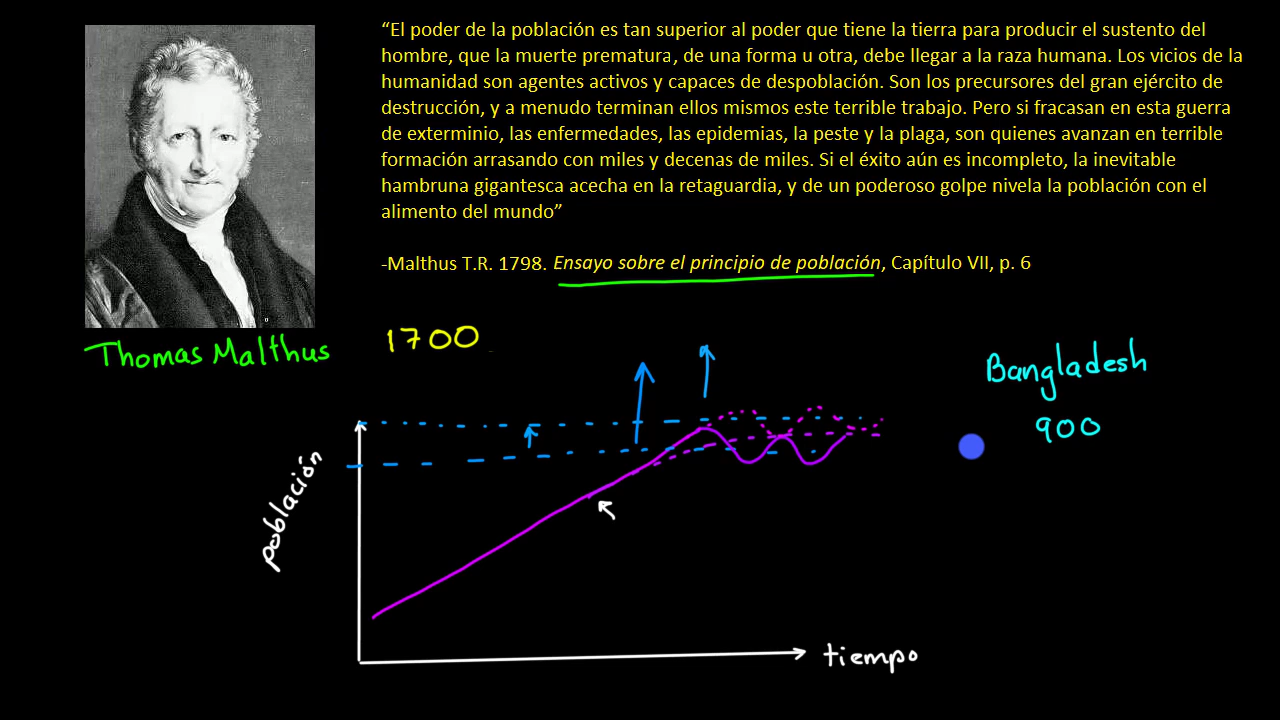 “El poder de la población es tan superior al poder que tiene la tierra para producir el sustento del
hombre, que la muerte prematura, de una forma u otra, debe llegar a la raza humana. Los vicios de la
humanidad son agentes activos y capaces de despoblación. Son los precursores del gran ejército de
destrucción, y a menudo terminan ellos mismos este terrible trabajo. Pero si fracasan en esta guerra
de exterminio, las enfermedades, las epidemias, la peste y la plaga, son quienes avanzan en terrible
formación arrasando con miles y decenas de miles. Si el éxito aún es incompleto, la inevitable
hambruna gigantesca acecha en la retaguardia, y de un poderoso golpe nivela la población con el
alimento del mundo”
-Malthus T.R. 1798. Ensayo sobre el principio de población, Capítulo VII, p. 6
Thomas Malthus
1700
Bangladesh
900
población
tiempo